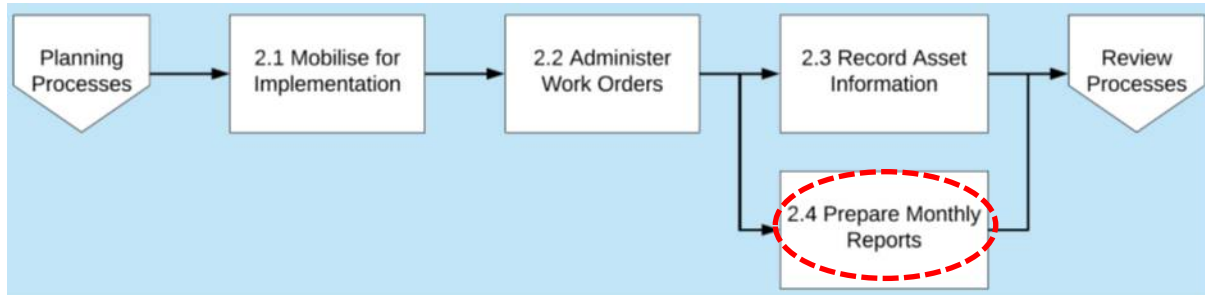 Planning
Processes
2.1 Mobilise for
Implementation
2.2 Administer
Work Orders
2.3 Record Asset
Information
Review
Processes
2.4 Prepare Monthly
Reports